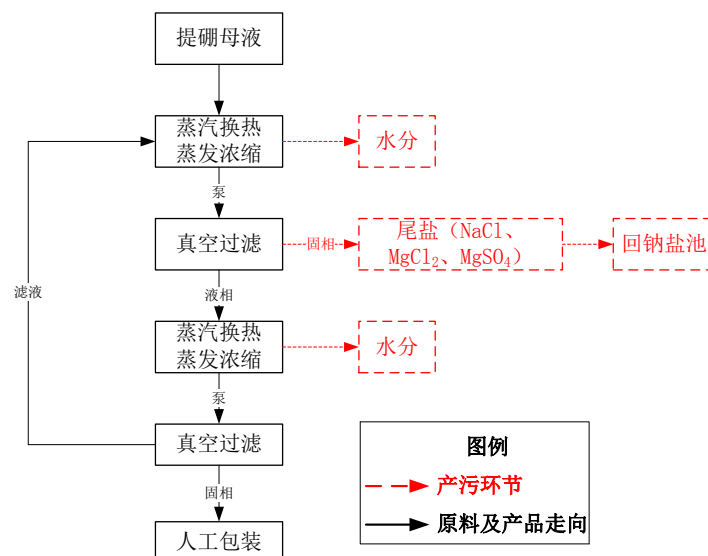 提硼母液
蒸汽换热
蒸发浓缩
水分
泵
真空过滤
固相
尾盐（NaCl、
MgCl₂、MgSO₄）
回钠盐池
滤液
液相
蒸汽换热
蒸发浓缩
水分
泵
真空过滤
固相
人工包装
图例
产污环节
原料及产品走向